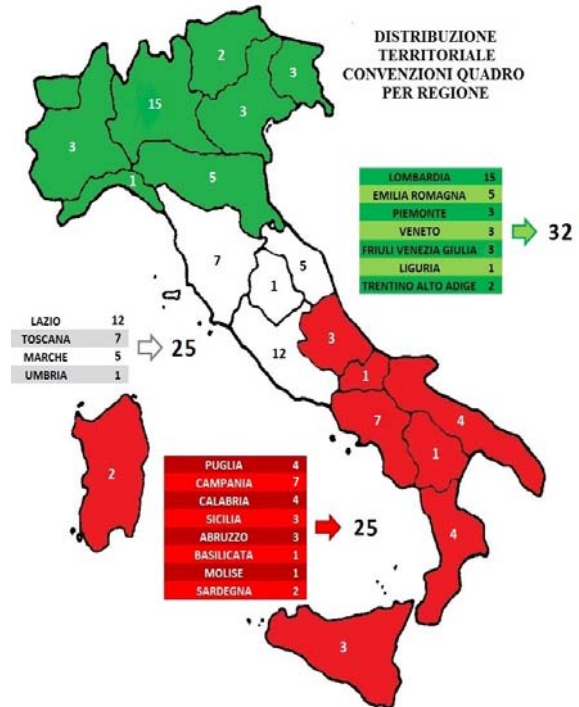 DISTRIBUZIONE
TERRITORIALE
CONVENZIONI QUADRO
PER REGIONE
2
3
15
3
3
1
5
7
5
1
12
3
1
7
4
1
4
2
3
LOMBARDIA 15
EMILIA ROMAGNA 5
PIEMONTE 3
VENETO 3
FRIULI VENEZIA GIULIA 3
LIGURIA 1
TRENTINO ALTO ADIGE 2
32
LAZIO 12
TOSCANA 7
MARCHE 5
UMBRIA 1
25
PUGLIA 4
CAMPANIA 7
CALABRIA 4
SICILIA 3
ABRUZZO 3
BASILICATA 1
MOLISE 1
SARDEGNA 2
25